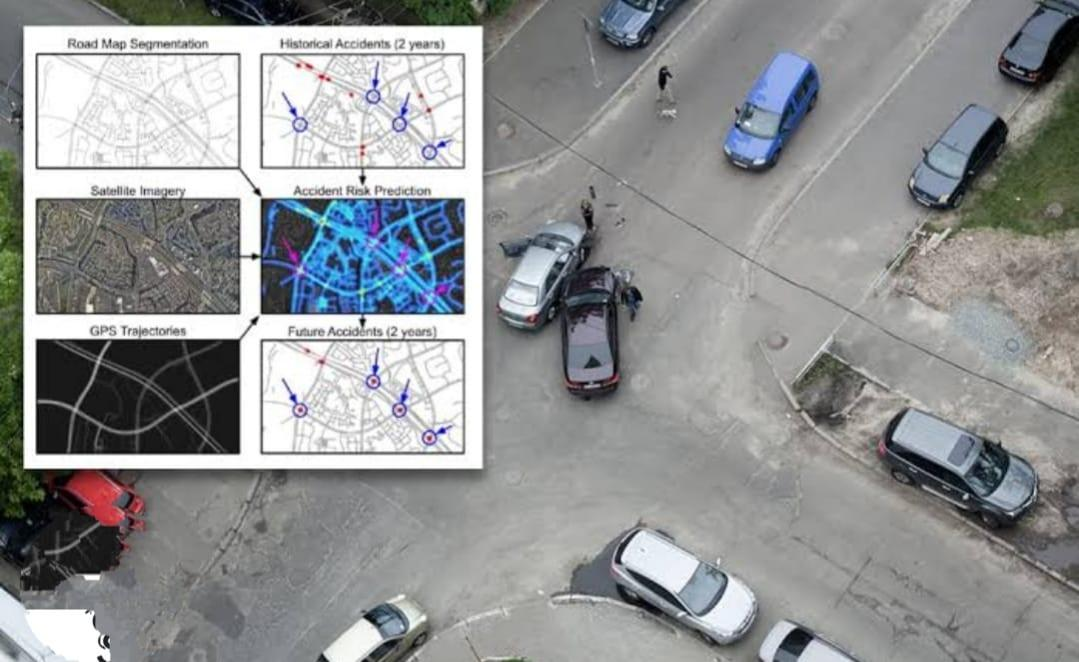 Road Map Segmentation
Historical Accidents (2 years)
Satellite Imagery
Accident Risk Prediction
GPS Trajectories
Future Accidents (2 years)